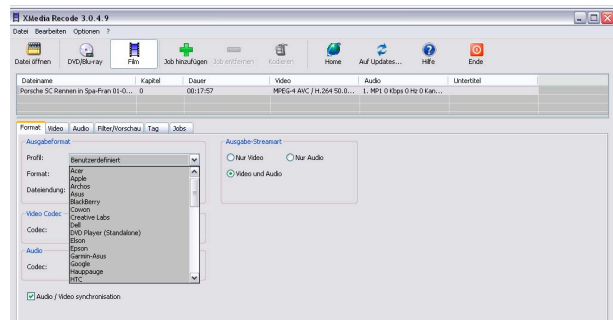 XMedia Recode 3.0.4.9
Datei Bearbeiten Optionen ?
Datei öffnen DVD/Blu-ray Film Job hinzufügen Job entfernen Kodieren Home Auf Updates... Hilfe Ende
Dateiname Kapitel Dauer Video Audio Untertitel
Porsche SC Rennen in Spa-Fran 01-0... 0 00:17:57 MPEG-4 AVC / H.264 50.0... 1. MP1 0 Kbps 0 Hz 0 Kan...
Format Video Audio Filter/Vorschau Tag Jobs
Ausgabeformat Ausgabe-Streamart
Profil: Benutzerdefiniert Nur Video Nur Audio
Format: Video und Audio
Dateiendung:
Acer
Apple
Archos
Asus
BlackBerry
Cowon
Creative Labs
Dell
DVD Player (Standalone)
Elson
Epson
Garmin-Asus
Google
Hauppauge
HTC
Video Codec
Codec:
Audio
Codec:
Audio / Video synchronisation